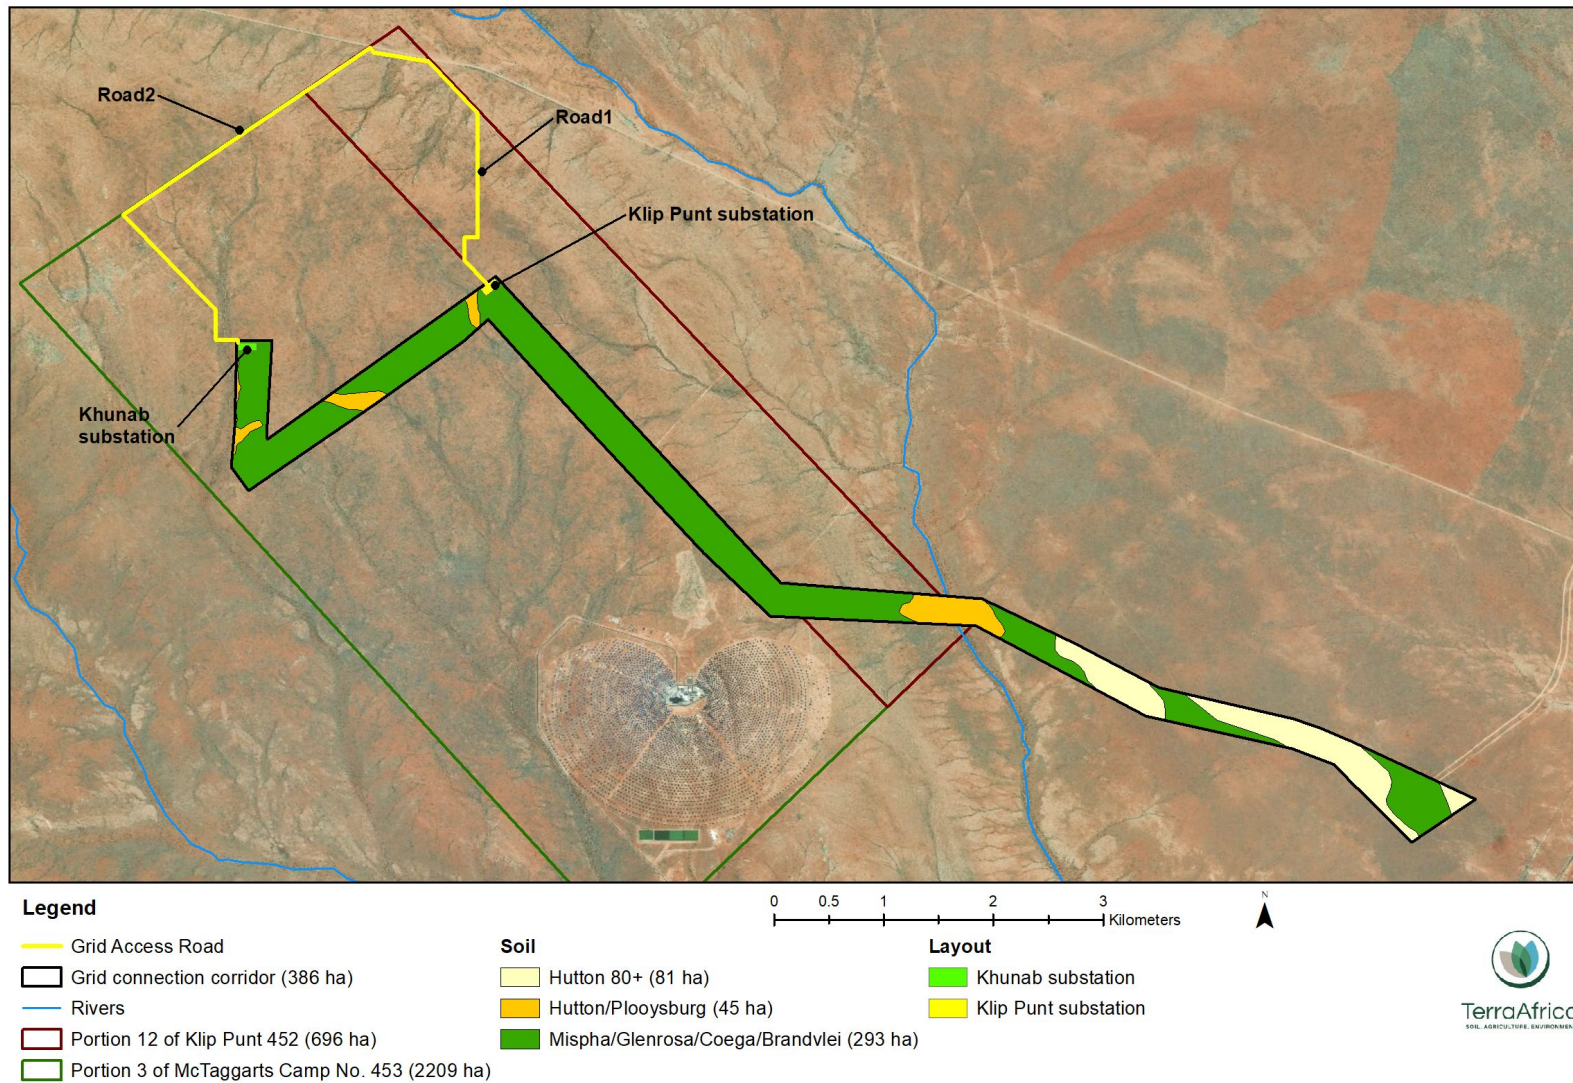 Road2
Road1
Klip Punt substation
Khunab
substation
Legend
Grid Access Road
Grid connection corridor (386 ha)
Rivers
Portion 12 of Klip Punt 452 (696 ha)
Portion 3 of McTaggarts Camp No. 453 (2209 ha)
Soil
Hutton 80+ (81 ha)
Hutton/Plooysburg (45 ha)
Mispha/Glenrosa/Coega/Brandvlei (293 ha)
0 0.5 1 2 3
Kilometers
N
Layout
Khunab substation
Klip Punt substation
TerraAfrica
SOIL. AGRICULTURE. ENVIRONMENT